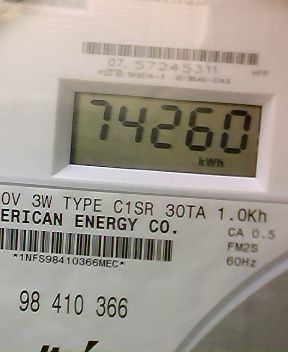 07. 57245311
74260
kWh
0V 3W TYPE C1SR 30TA 1.0Kh
ERICAN ENERGY CO.
CA 0.5
FM2S
*1NFS98410366MEC*
60Hz
98 410 366